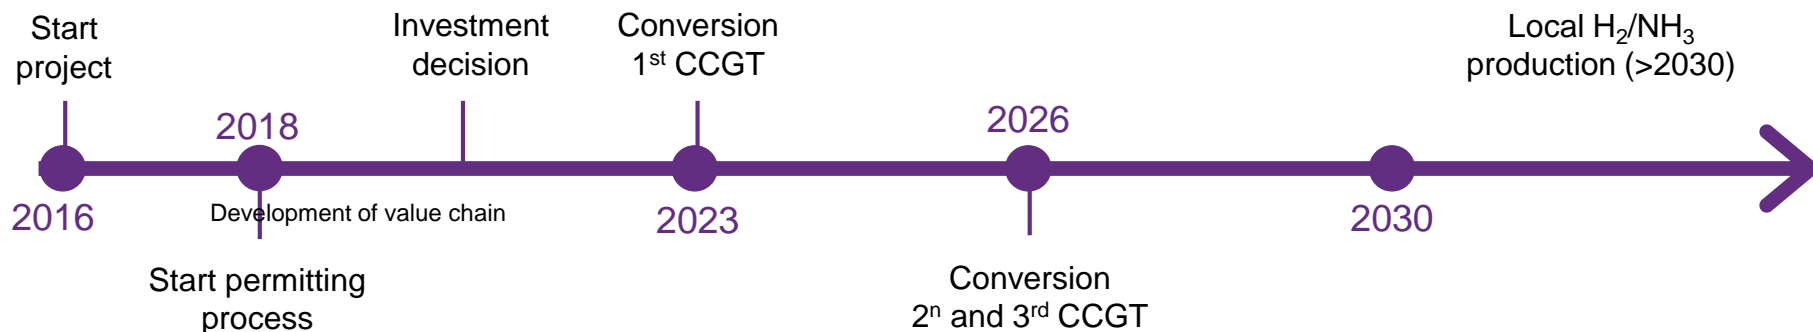 Start
project
Investment
decision
Conversion
1st CCGT
Local H2/NH3
production (>2030)
2018
2026
2016
Development of value chain
2023
2030
Start permitting
process
Conversion
2n and 3rd CCGT